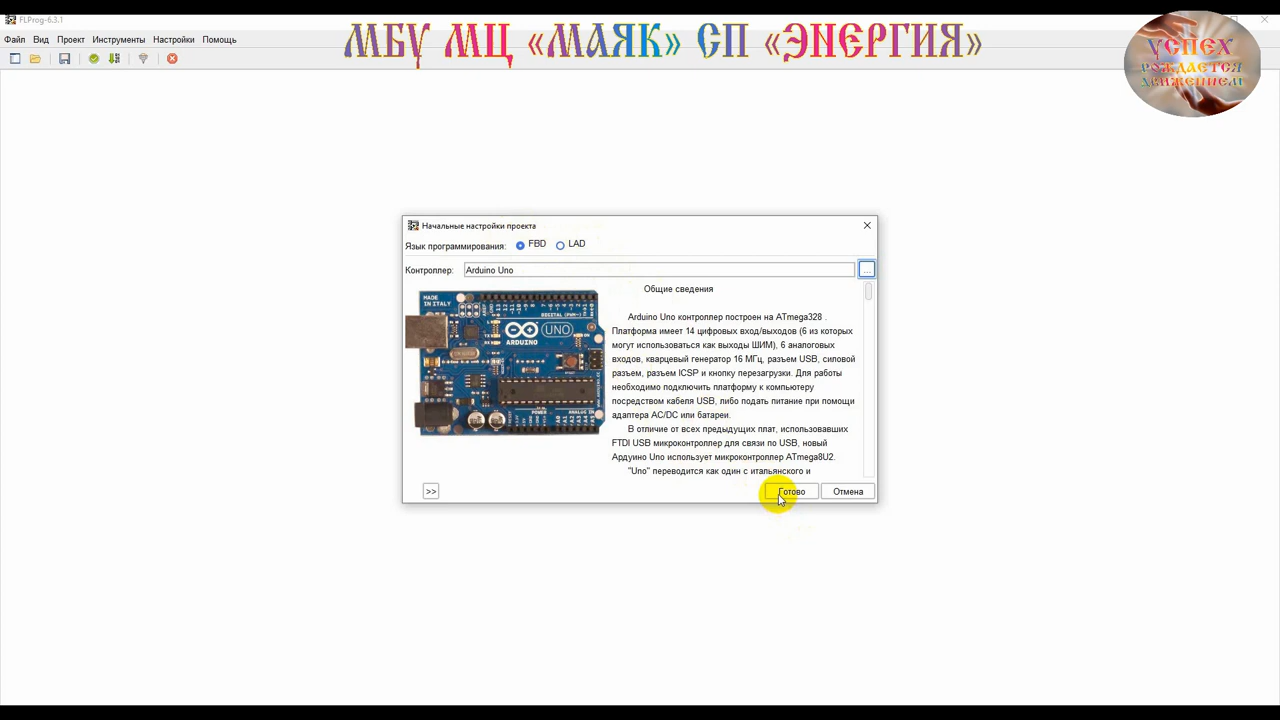 FLProg-6.3.1
МБУ МЦ «МАЯК» СП «ЭНЕРГИЯ»
УСПЕХ
РОЖДАЕТСЯ
ДВИЖЕНИЕМ
Файл Вид Проект Инструменты Настройки Помощь
Начальные настройки проекта
Язык программирования: FBD LAD
Контроллер: Arduino Uno ...
MADE IN ITALY
DIGITAL (PWM~)
UNO
ARDUINO
POWER ANALOG IN
Общие сведения
Arduino Uno контроллер построен на ATmega328 .
Платформа имеет 14 цифровых вход/выходов (6 из которых
могут использоваться как выходы ШИМ), 6 аналоговых
входов, кварцевый генератор 16 МГц, разъем USB, силовой
разъем, разъем ICSP и кнопку перезагрузки. Для работы
необходимо подключить платформу к компьютеру
посредством кабеля USB, либо подать питание при помощи
адаптера AC/DC или батареи.
В отличие от всех предыдущих плат, использовавших
FTDI USB микроконтроллер для связи по USB, новый
Ардуино Uno использует микроконтроллер ATmega8U2.
"Uno" переводится как один с итальянского и
>> Готово Отмена